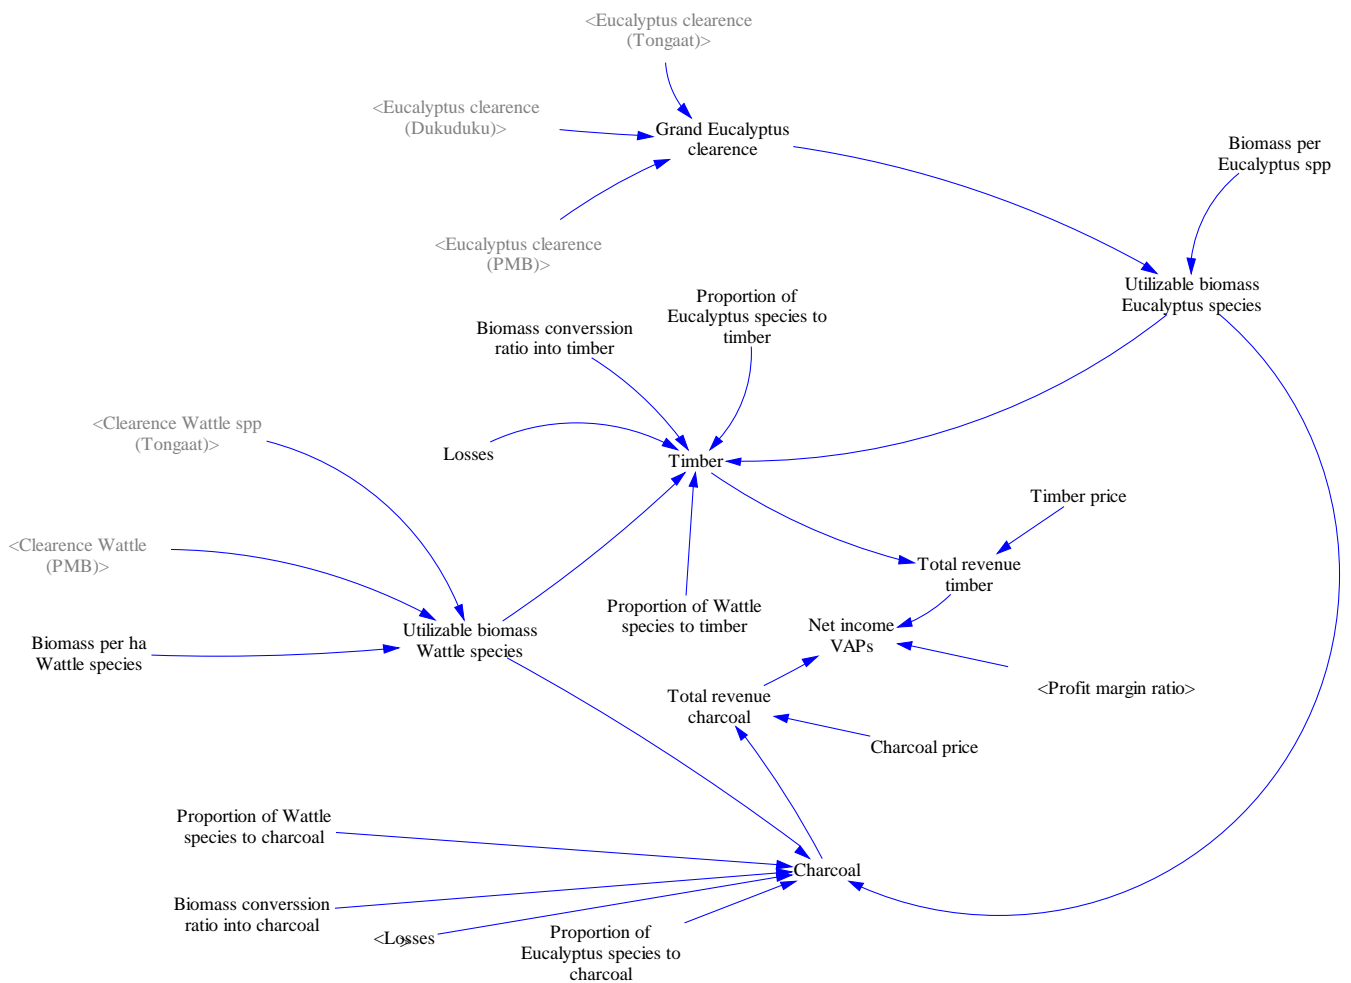 <Eucalyptus clearence
(Tongaat)>
<Eucalyptus clearence
(Dukuduku)>
Grand Eucalyptus
clearence
Biomass per
Eucalyptus spp
<Eucalyptus clearence
(PMB)>
Utilizable biomass
Eucalyptus species
Proportion of
Eucalyptus species to
timber
Biomass converssion
ratio into timber
<Clearence Wattle spp
(Tongaat)>
Losses
Timber
Timber price
<Clearence Wattle
(PMB)>
Total revenue
timber
Proportion of Wattle
species to timber
Net income
VAPs
Utilizable biomass
Wattle species
Biomass per ha
Wattle species
<Profit margin ratio>
Total revenue
charcoal
Charcoal price
Proportion of Wattle
species to charcoal
Charcoal
Biomass converssion
ratio into charcoal
<Losses
>
Proportion of
Eucalyptus species to
charcoal